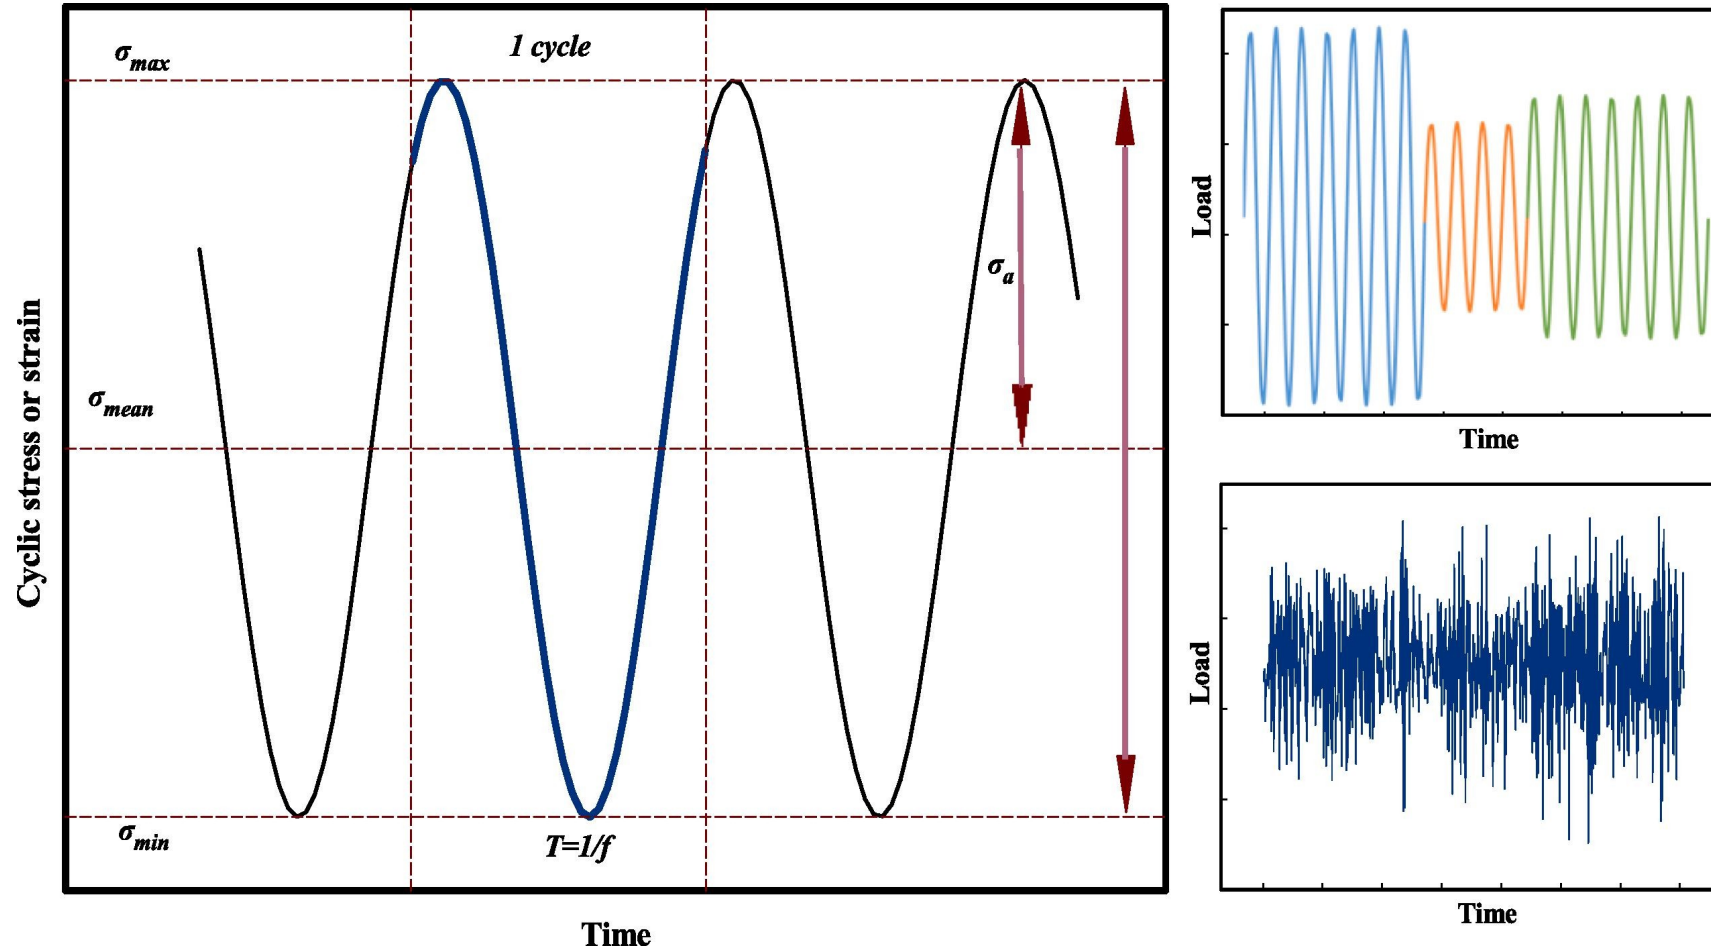 σmax
1 cycle
σa
σmean
σmin
T=1/f
Cyclic stress or strain
Time
Load
Time
Load
Time